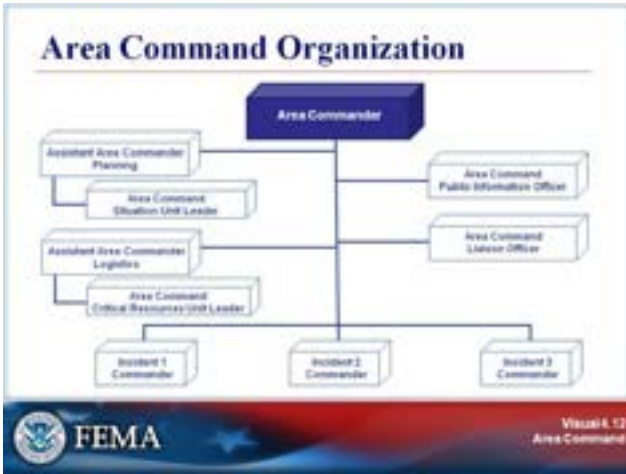 Area Command Organization
Area Commander
Assistant Area Commander
Planning
Area Command
Situation Unit Leader
Assistant Area Commander
Logistics
Area Command
Critical Resources Unit Leader
Area Command
Public Information Officer
Area Command
Liaison Officer
Incident 1
Commander
Incident 2
Commander
Incident 3
Commander
FEMA
Visual 4.12
Area Command